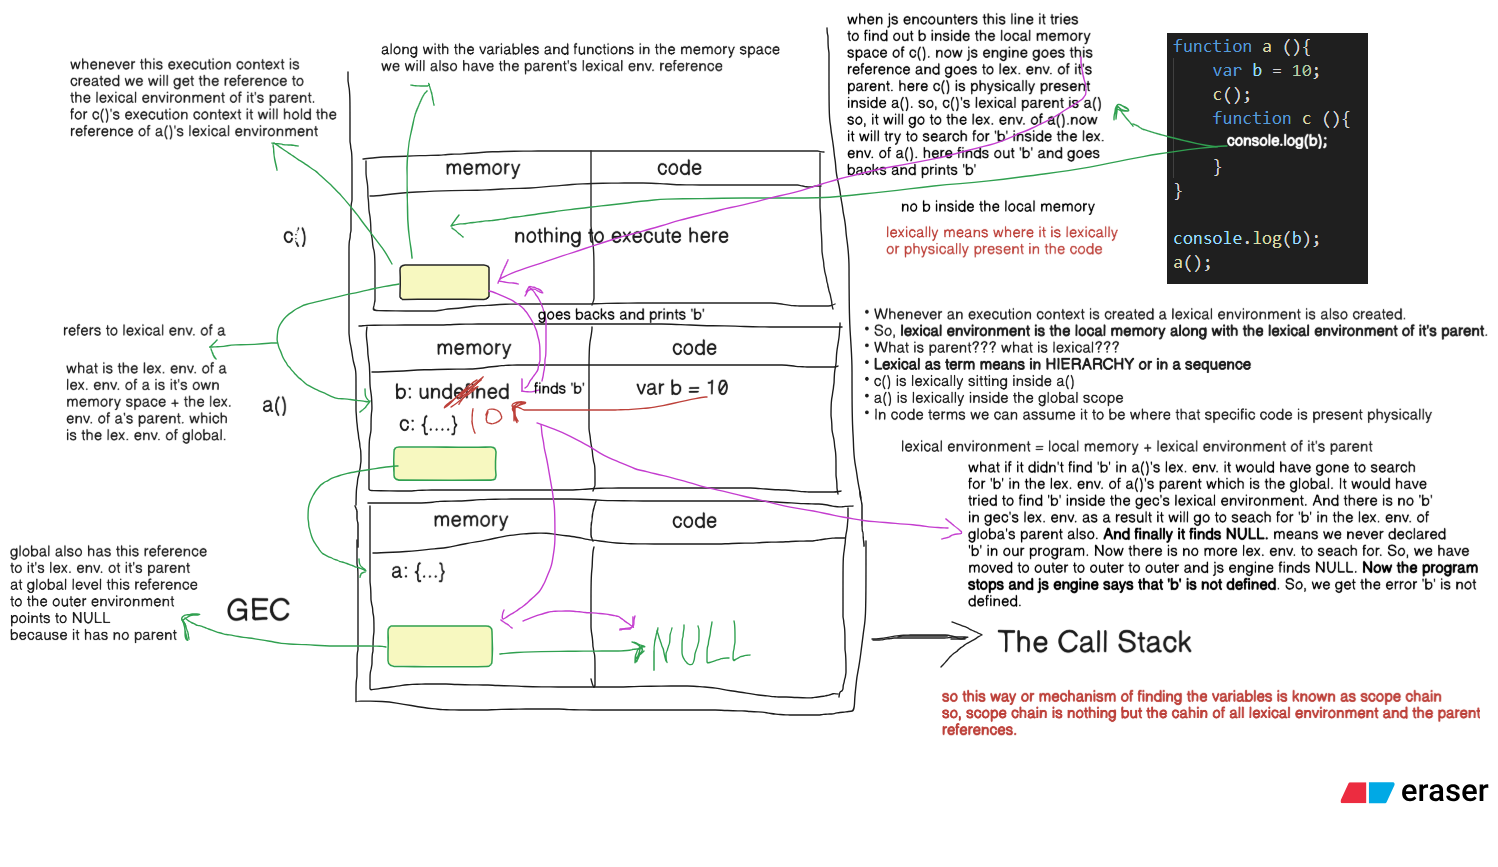 whenever this execution context is
created we will get the reference to
the lexical environment of it's parent.
for c()'s execution context it will hold the
reference of a()'s lexical environment
along with the variables and functions in the memory space
we will also have the parent's lexical env. reference
when js encounters this line it tries
to find out b inside the local memory
space of c(). now js engine goes this
reference and goes to lex. env. of it's
parent. here c() is physically present
inside a(). so, c()'s lexical parent is a()
so, it will go to the lex. env. of a().now
it will try to search for 'b' inside the lex.
env. of a(). here finds out 'b' and goes
backs and prints 'b'
function a (){
var b = 10;
c();
function c (){
console.log(b);
}
}
console.log(b);
a();
memory
code
c()
nothing to execute here
no b inside the local memory
lexically means where it is lexically
or physically present in the code
goes backs and prints 'b'
refers to lexical env. of a
what is the lex. env. of a
lex. env. of a is it's own
memory space + the lex.
env. of a's parent. which
is the lex. env. of global.
a()
memory
code
b: undefined
finds 'b'
var b = 10
c: {....}
10
• Whenever an execution context is created a lexical environment is also created.
• So, lexical environment is the local memory along with the lexical environment of it's parent.
• What is parent??? what is lexical???
• Lexical as term means in HIERARCHY or in a sequence
• c() is lexically sitting inside a()
• a() is lexically inside the global scope
• In code terms we can assume it to be where that specific code is present physically
lexical environment = local memory + lexical environment of it's parent
what if it didn't find 'b' in a()'s lex. env. it would have gone to search
for 'b' in the lex. env. of a()'s parent which is the global. It would have
tried to find 'b' inside the gec's lexical environment. And there is no 'b'
in gec's lex. env. as a result it will go to seach for 'b' in the lex. env. of
globa's parent also. And finally it finds NULL. means we never declared
'b' in our program. Now there is no more lex. env. to seach for. So, we have
moved to outer to outer to outer and js engine finds NULL. Now the program
stops and js engine says that 'b' is not defined. So, we get the error 'b' is not
defined.
memory
code
a: {...}
global also has this reference
to it's lex. env. ot it's parent
at global level this reference
to the outer environment
points to NULL
because it has no parent
GEC
NULL
The Call Stack
so this way or mechanism of finding the variables is known as scope chain
so, scope chain is nothing but the cahin of all lexical environment and the parent
references.
eraser